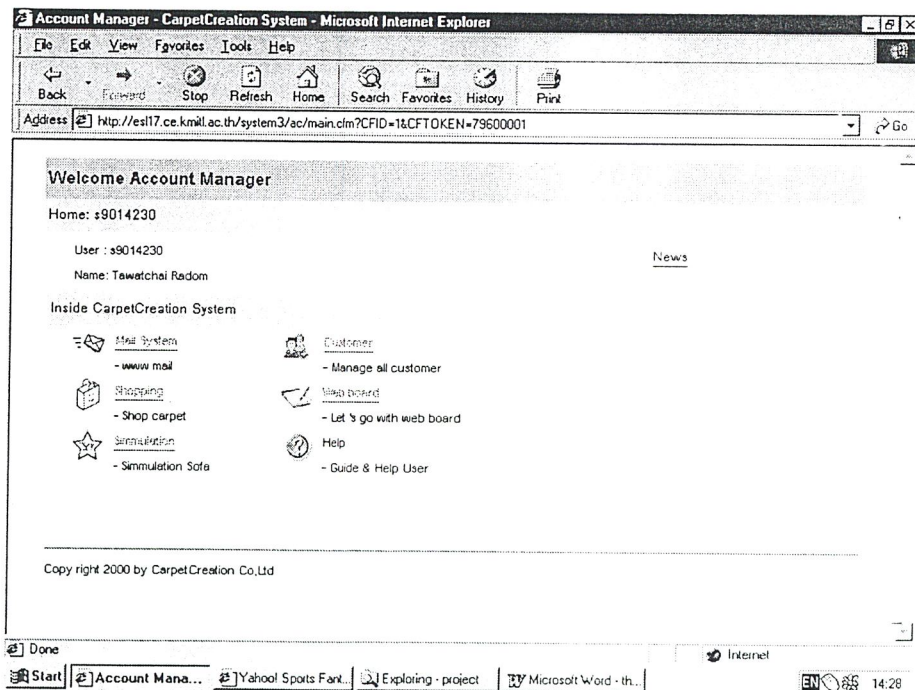 Account Manager - CarpetCreation System - Microsoft Internet Explorer
File Edit View Favorites Tools Help
Back Forward Stop Refresh Home Search Favorites History Print
Address http://esl17.ce.kmitl.ac.th/system3/ac/main.cfm?CFID=1&CFTOKEN=79600001 Go
Welcome Account Manager
Home: s9014230
User : s9014230
News
Name: Tawatchai Radom
Inside CarpetCreation System
Mail System Customer
- www mail - Manage all customer
Shopping Web board
- Shop carpet - Let 's go with web board
Simmulation Help
- Simmulation Sofa - Guide & Help User
Copy right 2000 by CarpetCreation Co,Ltd
Done Internet
Start Account Mana... Yahoo! Sports Fant... Exploring - project Microsoft Word - th... EN 14:28